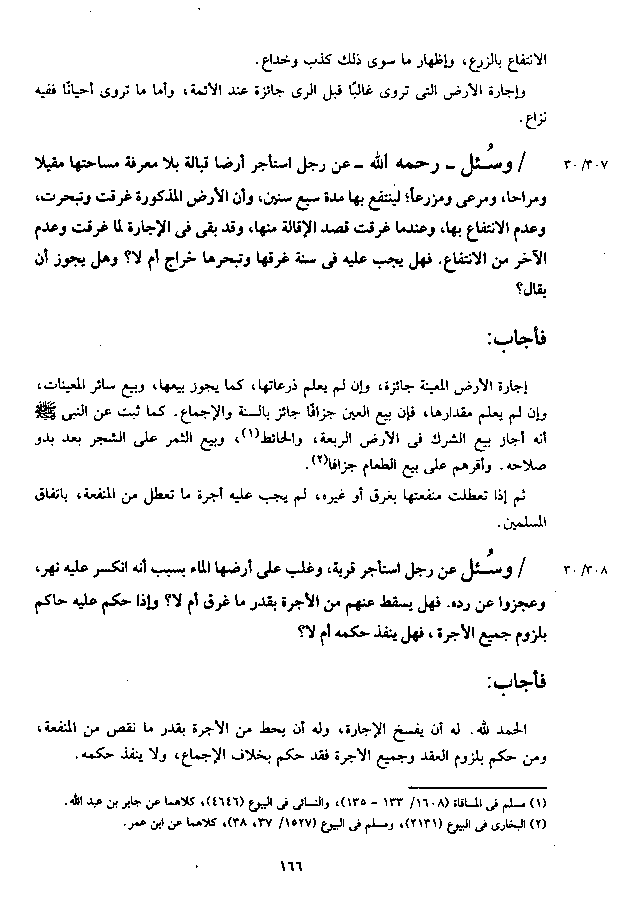 الانتفاع بالزرع، وإظهار ما سوى ذلك كذب وخداع.
وإجارة الأرض التى تروى غالبًا قبل الرى جائزة عند الأئمة، وأما ما تروى أحيانًا ففيه
نزاع.
٣٠/٣٠٧ / وسُئل ــ رحمه الله ــ عن رجل استأجر أرضا قبالة بلا معرفة مساحتها مقيلا
ومراحا، ومرعى ومزرعاً؛ لينتفع بها مدة سبع سنين، وأن الأرض المذكورة غرقت وتبحرت،
وعدم الانتفاع بها، وعندما غرقت قصد الإقالة منها، وقد بقى فى الإجارة لما غرقت وعدم
الآخر من الانتفاع. فهل يجب عليه فى سنة غرقها وتبحرها خراج أم لا؟ وهل يجوز أن
يقال؟
فأجاب:
إجارة الأرض المعينة جائزة، وإن لم يعلم ذرعاتها، كما يجوز بيعها، وبيع سائر المعينات،
وإن لم يعلم مقدارها، فإن بيع العين جزافًا جائز بالسنة والإجماع. كما ثبت عن النبى ﷺ
أنه أجاز بيع الشرك فى الأرض الربعة، والحائط(١)، وبيع الثمر على الشجر بعد بدو
صلاحه. وأقرهم على بيع الطعام جزافا(٢).
ثم إذا تعطلت منفعتها بغرق أو غيره، لم يجب عليه أجرة ما تعطل من المنفعة، باتفاق
المسلمين.
٣٠/٣٠٨ / وسُئل عن رجل استأجر قرية، وغلب على أرضها الماء بسبب أنه انكسر عليه نهر،
وعجزوا عن رده. فهل يسقط عنهم من الأجرة بقدر ما غرق أم لا؟ وإذا حكم عليه حاكم
بلزوم جميع الأجرة، فهل ينفذ حكمه أم لا؟
فأجاب:
الحمد لله. له أن يفسخ الإجارة، وله أن يحط من الأجرة بقدر ما نقص من المنفعة،
ومن حكم بلزوم العقد وجميع الأجرة فقد حكم بخلاف الإجماع، ولا ينفذ حكمه.
(١) مسلم فى المساقاة (١٦٠٨/ ١٣٣ - ١٣٥)، والنسائى فى البيوع (٤٦٤٦)، كلاهما عن جابر بن عبد الله.
(٢) البخارى فى البيوع (٢١٣١)، ومسلم فى البيوع (١٥٢٧/ ٣٧، ٣٨)، كلاهما عن ابن عمر.
١٦٦